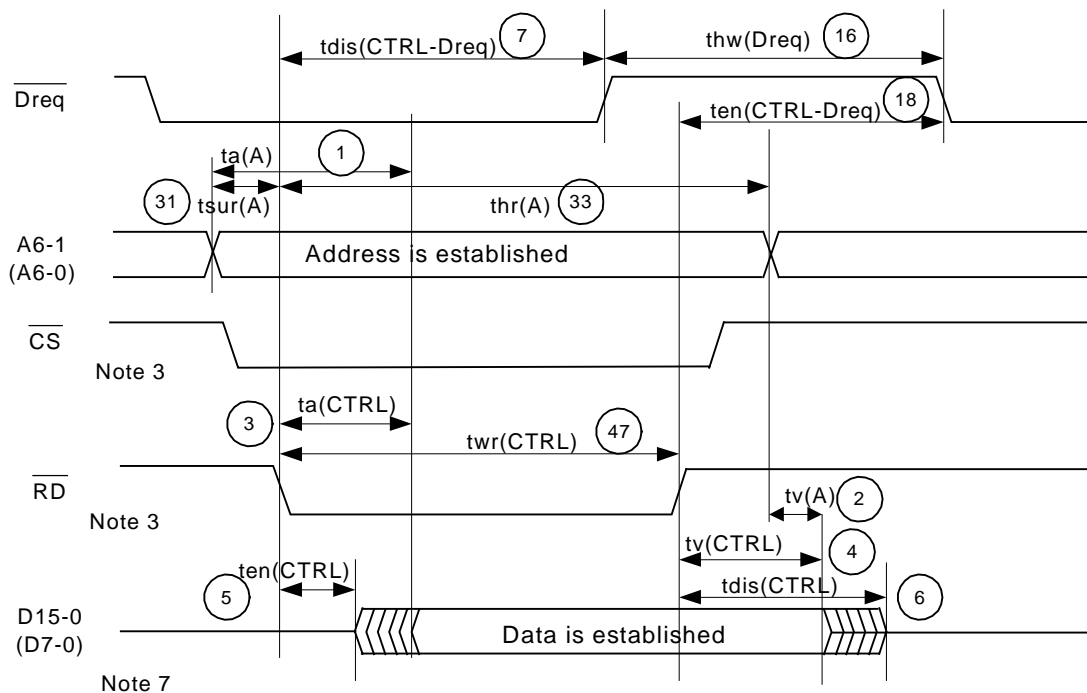 tdis(CTRL-Dreq) 7 thw(Dreq) 16
Dreq
ten(CTRL-Dreq) 18
ta(A) 1
31 tsur(A) thr(A) 33
A6-1
(A6-0)
Address is established
CS
Note 3
3 ta(CTRL)
twr(CTRL) 47
RD
Note 3
tv(A) 2
tv(CTRL) 4
ten(CTRL)
5 tdis(CTRL) 6
D15-0
(D7-0)
Data is established
Note 7